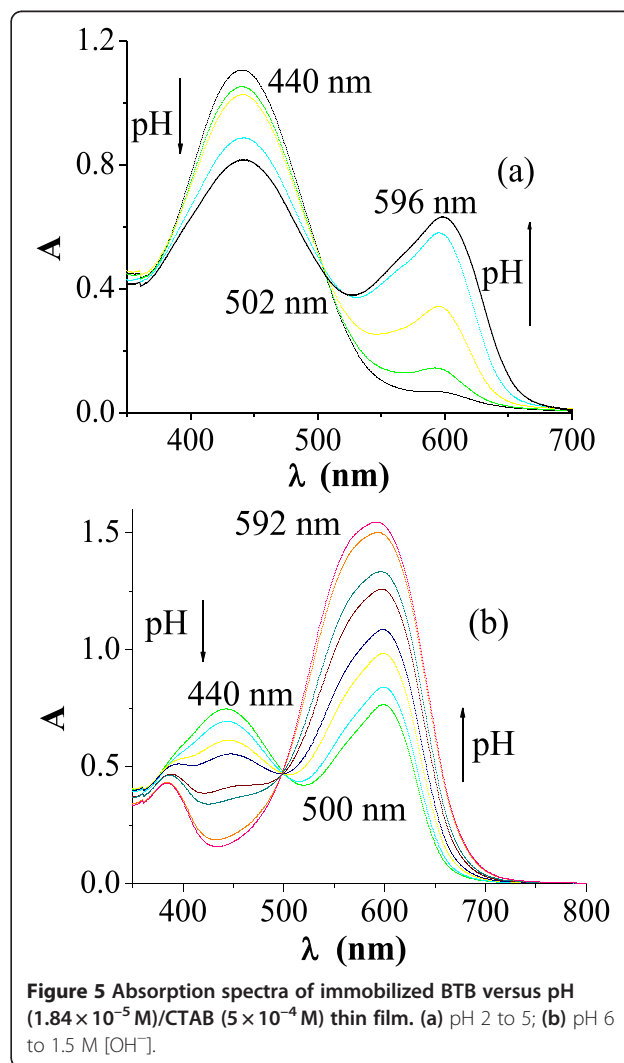 1.2
0.8
0.4
0.0
A
pH
440 nm
(a)
596 nm
pH
502 nm
400 500 600 700
λ (nm)
1.5
1.0
0.5
0.0
A
592 nm
pH
(b)
440 nm
pH
500 nm
400 500 600 700 800
λ (nm)
Figure 5 Absorption spectra of immobilized BTB versus pH
(1.84 × 10⁻⁵ M)/CTAB (5 × 10⁻⁴ M) thin film. (a) pH 2 to 5; (b) pH 6
to 1.5 M [OH⁻].